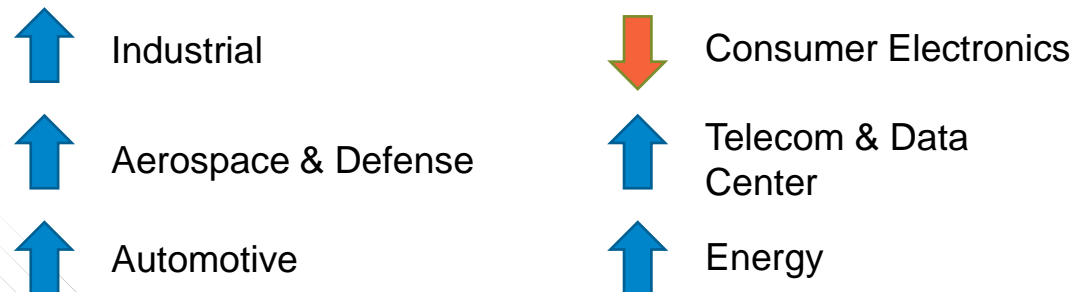 Industrial
Consumer Electronics
Aerospace & Defense
Telecom & Data
Center
Automotive
Energy